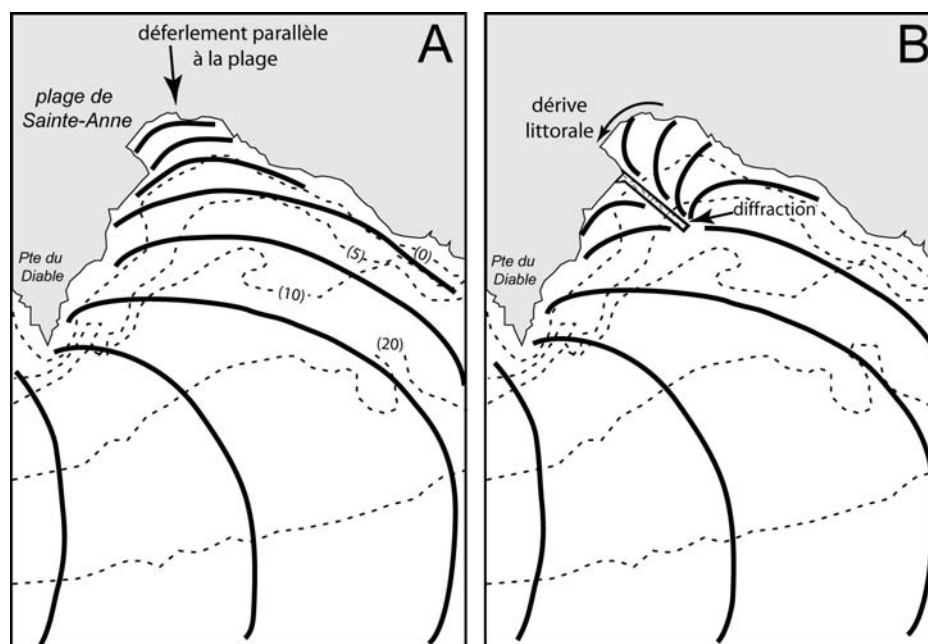 déferlement parallèle
à la plage
A
plage de
Sainte-Anne
Pte du
Diable
(0)
(5)
(10)
(20)
B
dérive
littorale
diffraction
Pte du
Diable